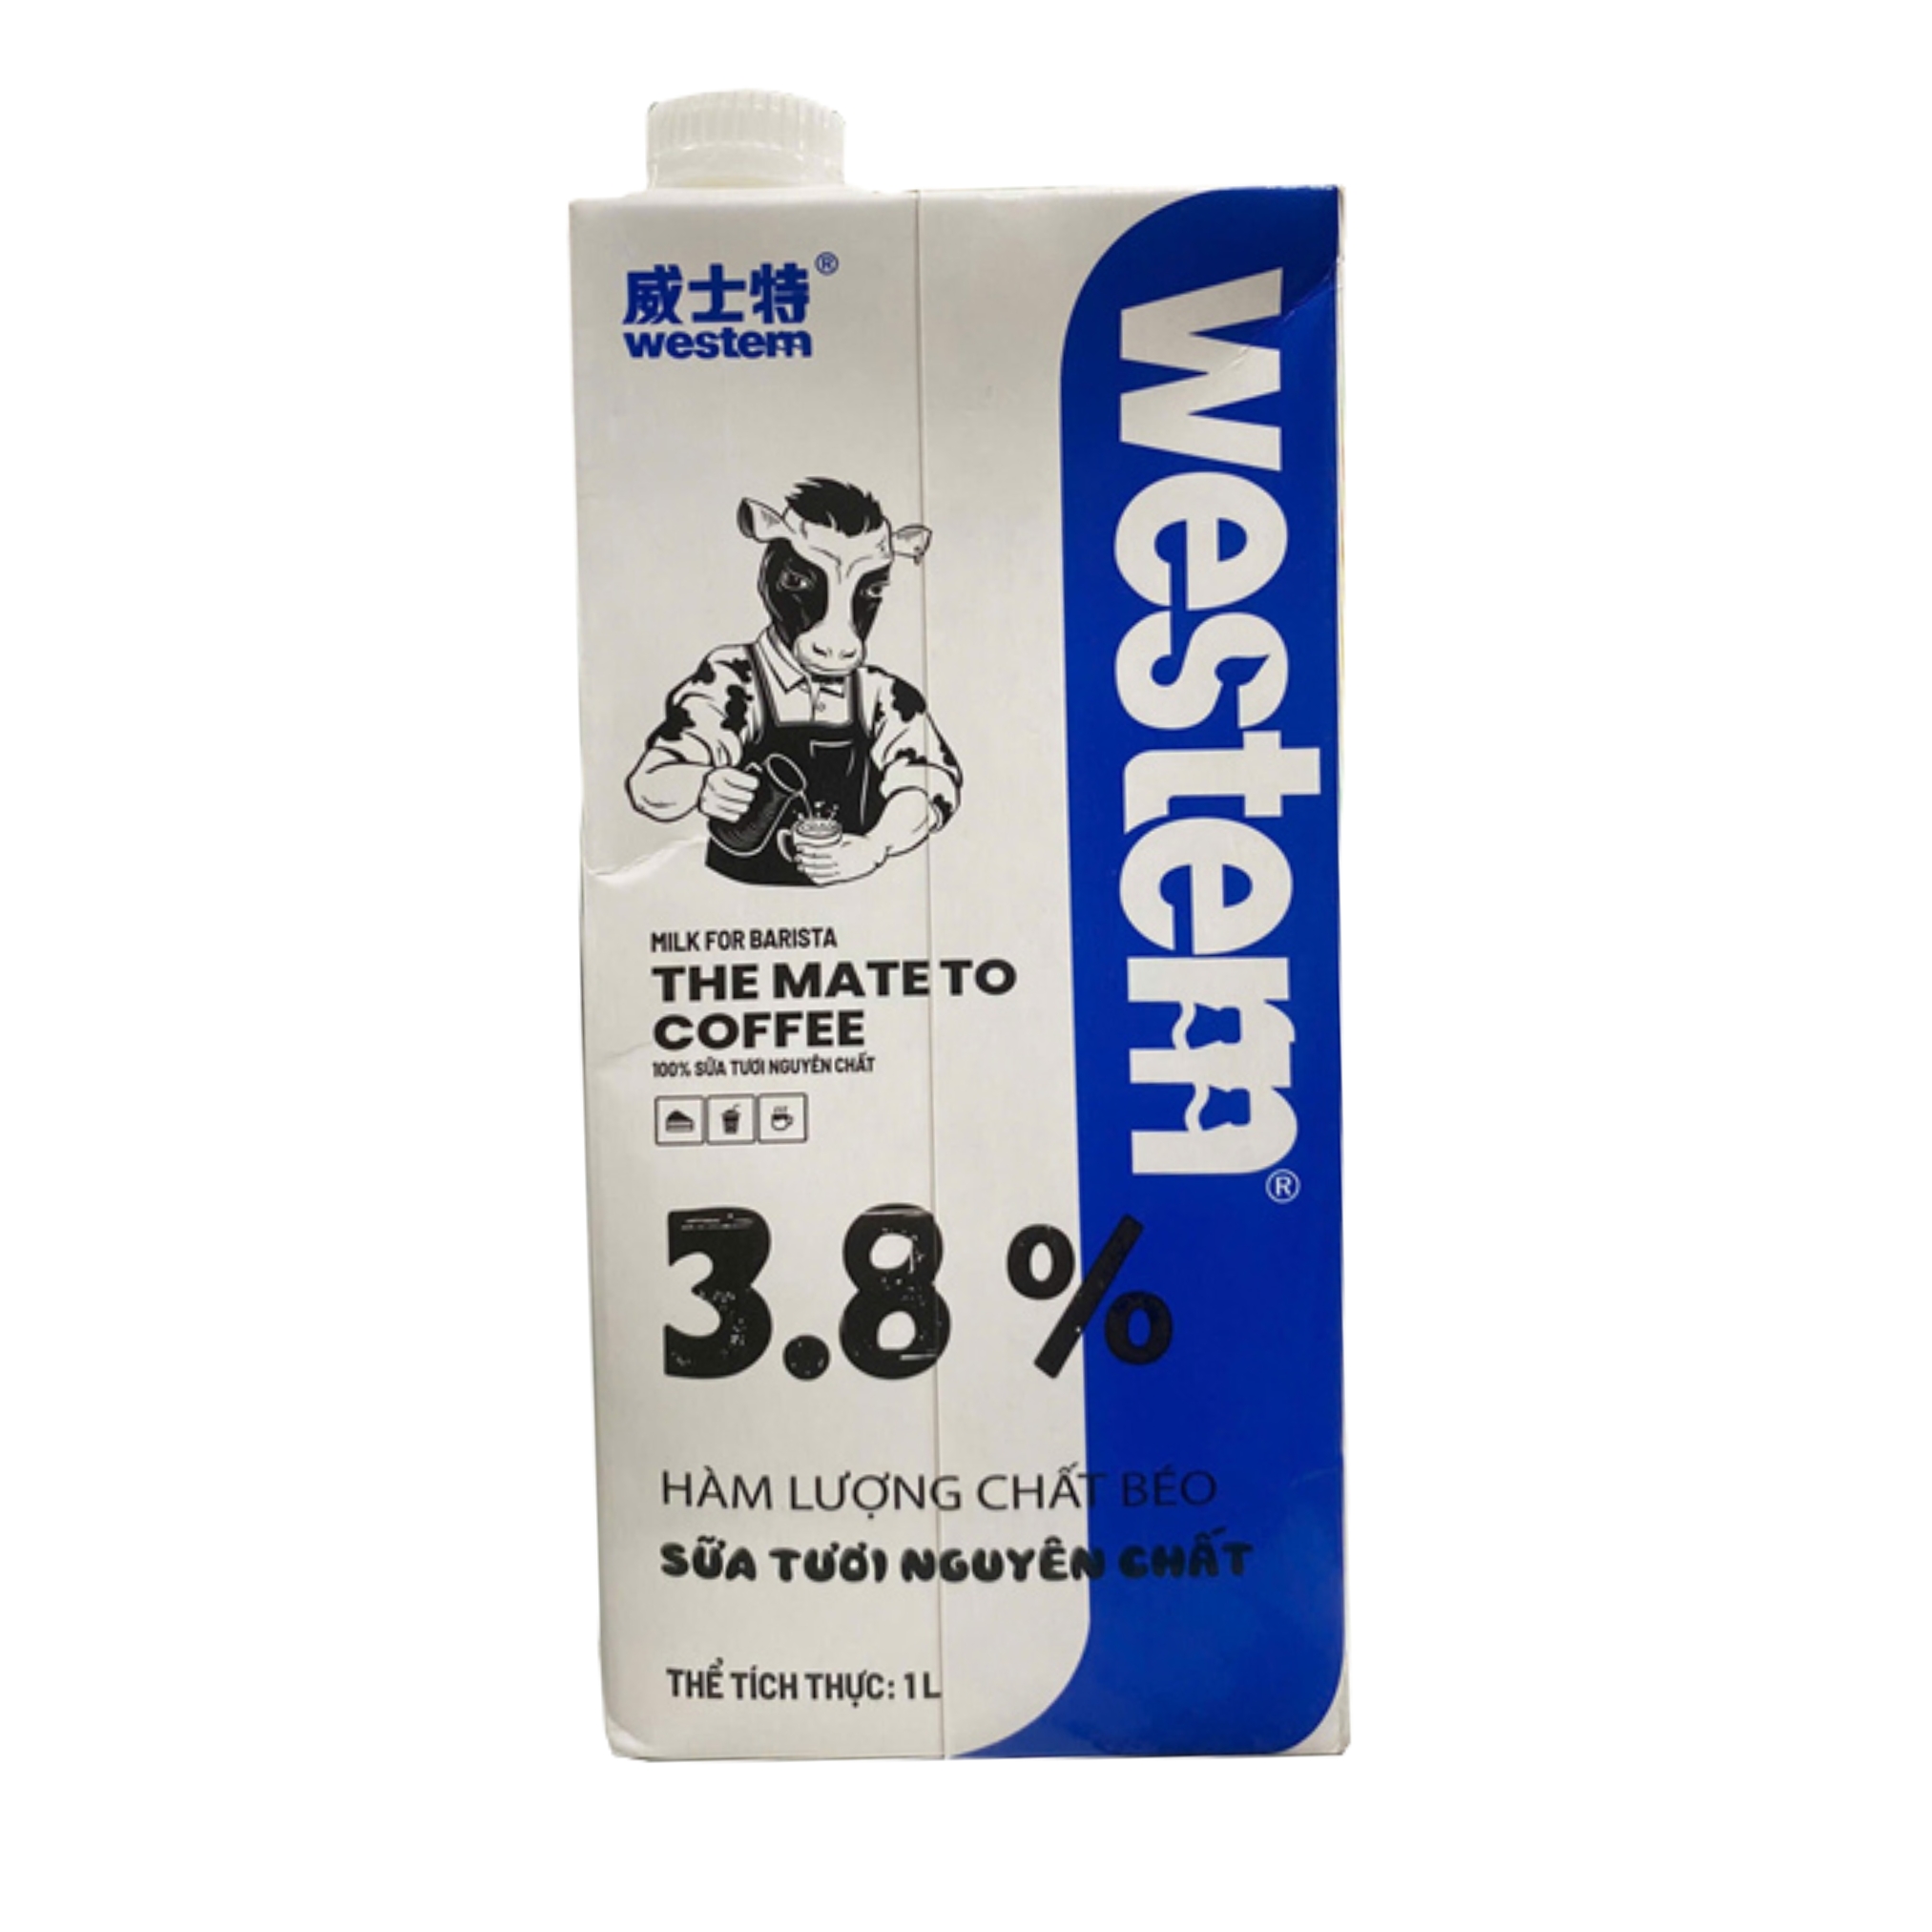 威士特®
western
western®
MILK FOR BARISTA
THE MATE TO
COFFEE
100% SỮA TƯƠI NGUYÊN CHẤT
3.8 %
HÀM LƯỢNG CHẤT BÉO
SỮA TƯƠI NGUYÊN CHẤT
THỂ TÍCH THỰC: 1 L